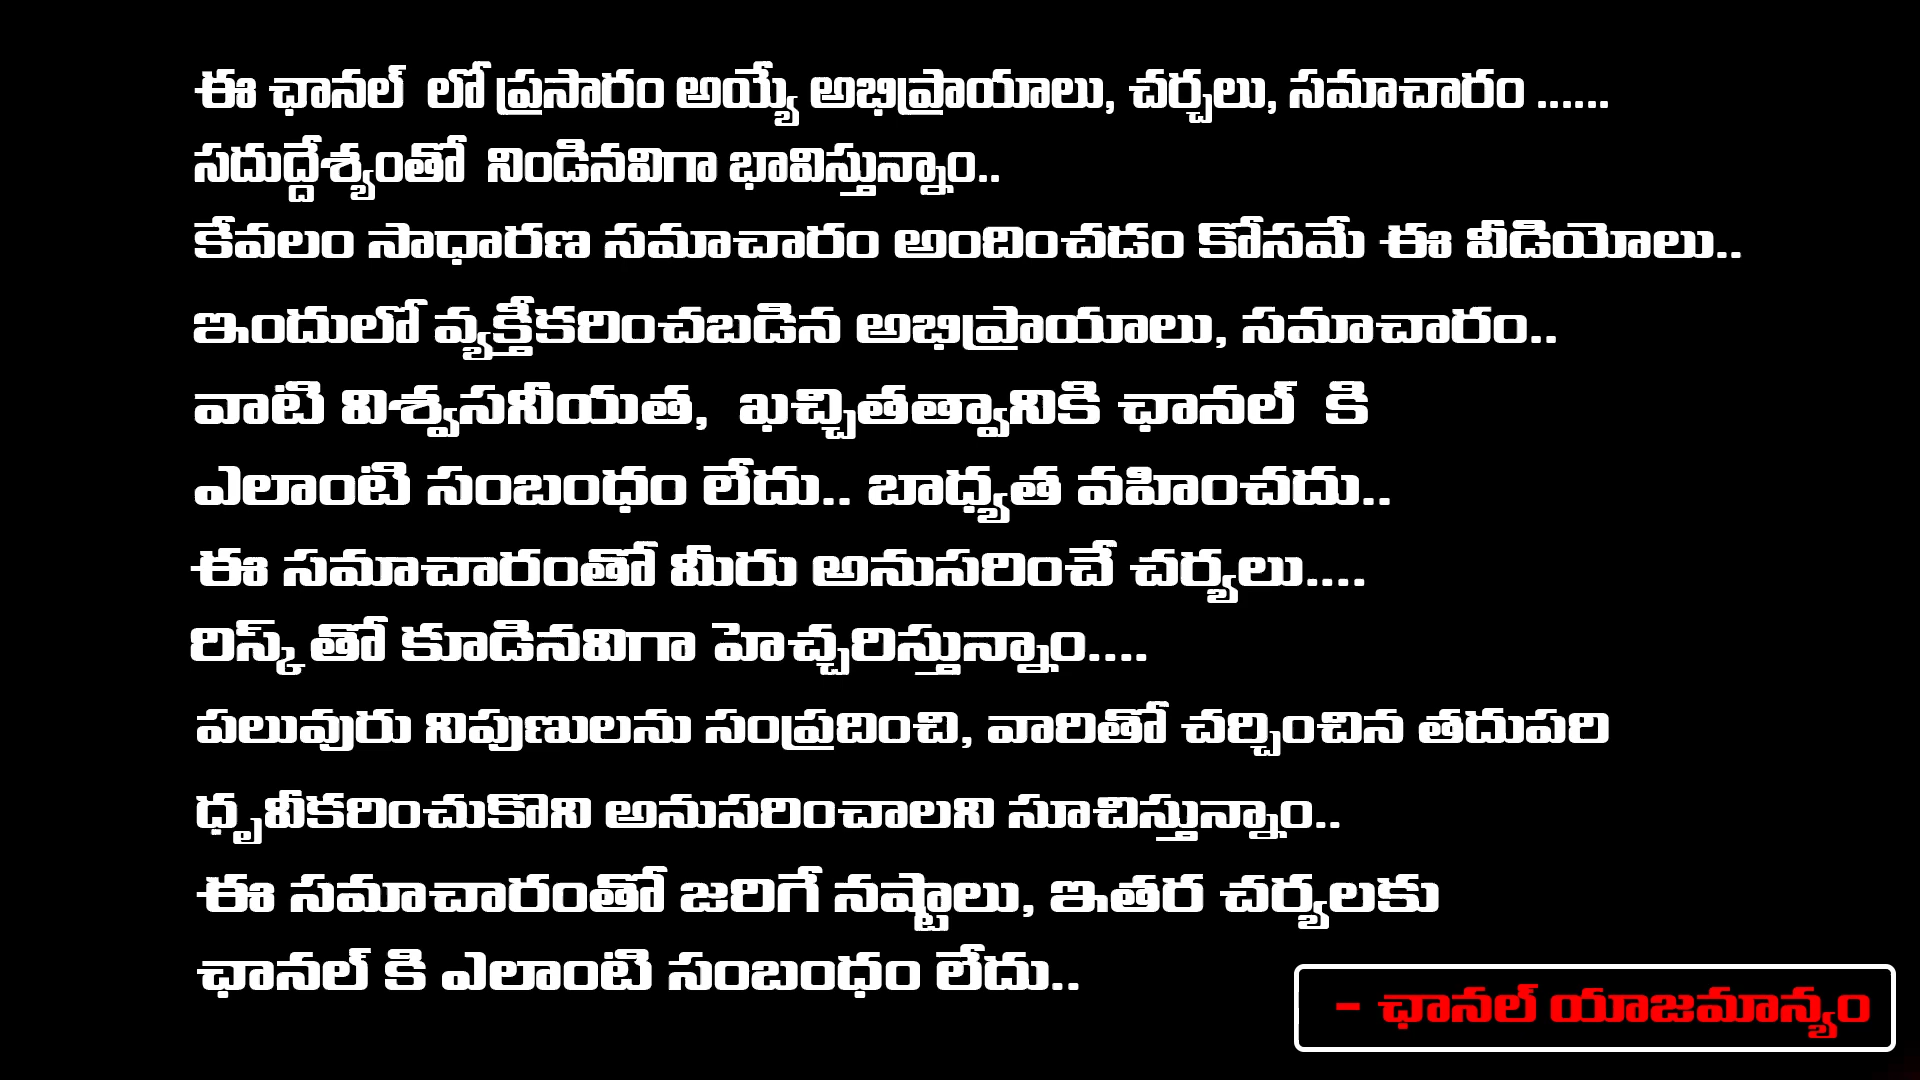 ఈ ఛానల్ లో ప్రసారం అయ్యే అభిప్రాయాలు, చర్చలు, సమాచారం ......
సదుద్దేశ్యంతో నిండినవిగా భావిస్తున్నాం..
కేవలం సాధారణ సమాచారం అందించడం కోసమే ఈ వీడియోలు..
ఇందులో వ్యక్తీకరించబడిన అభిప్రాయాలు, సమాచారం..
వాటి విశ్వసనీయత, ఖచ్చితత్వానికి ఛానల్ కి
ఎలాంటి సంబంధం లేదు.. బాధ్యత వహించదు..
ఈ సమాచారంతో మీరు అనుసరించే చర్యలు....
రిస్క్ తో కూడినవిగా హెచ్చరిస్తున్నాం....
పలువురు నిపుణులను సంప్రదించి, వారితో చర్చించిన తదుపరి
ధృవీకరించుకొని అనుసరించాలని సూచిస్తున్నాం..
ఈ సమాచారంతో జరిగే నష్టాలు, ఇతర చర్యలకు
ఛానల్ కి ఎలాంటి సంబంధం లేదు..
- ఛానల్ యాజమాన్యం